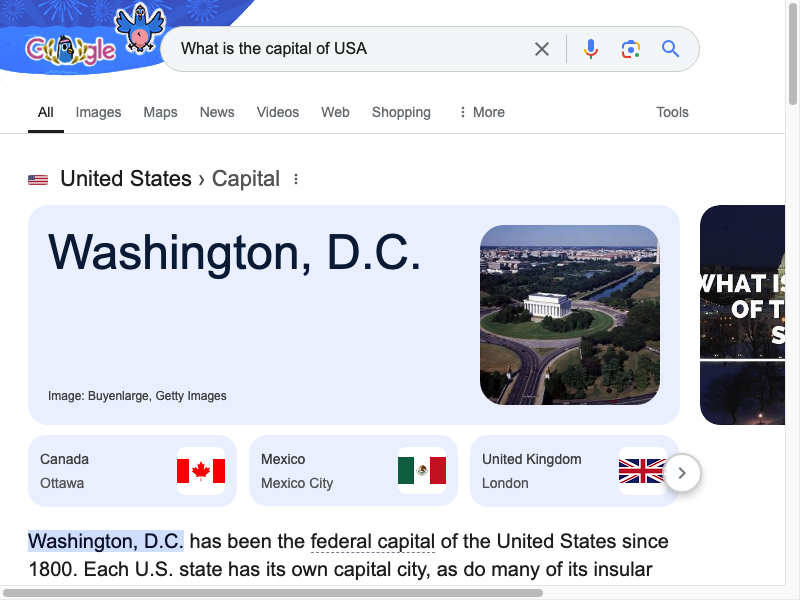 Google
What is the capital of USA
All Images Maps News Videos Web Shopping More Tools
United States › Capital
Washington, D.C.
WHAT IS
OF T
S
Image: Buyenlarge, Getty Images
Canada
Ottawa
Mexico
Mexico City
United Kingdom
London
Washington, D.C. has been the federal capital of the United States since
1800. Each U.S. state has its own capital city, as do many of its insular